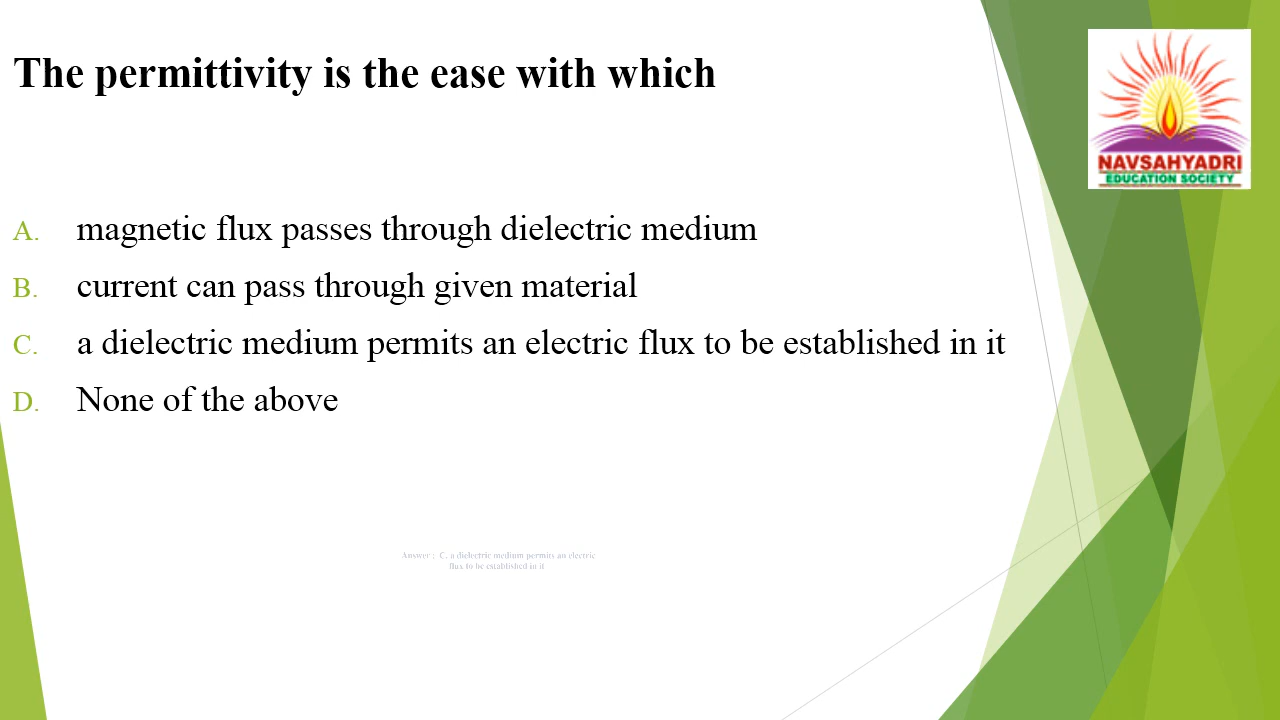 The permittivity is the ease with which
NAVSAHYADRI
EDUCATION SOCIETY
A. magnetic flux passes through dielectric medium
B. current can pass through given material
C. a dielectric medium permits an electric flux to be established in it
D. None of the above
Answer : C. a dielectric medium permits an electric
flux to be established in it